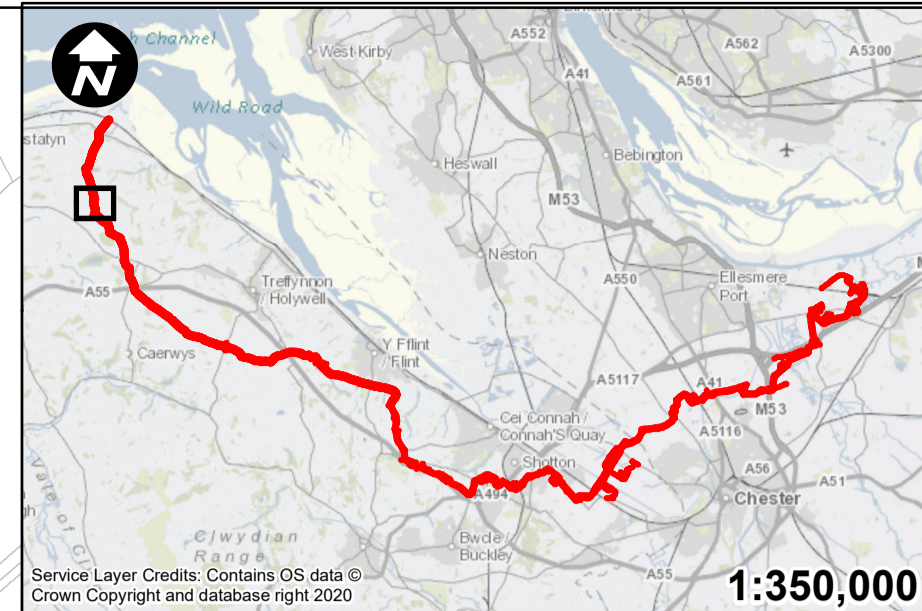 Birkenhead
A552
A562
A5300
h Channel
West Kirby
A41
A561
N
Wild Road
statyn
Bebington
Heswall
M53
Neston
A550
Ellesmere
Port
Treffynnon
/ Holywell
A55
Y Fflint
/ Flint
Caerwys
A5117
A41
M53
Cei Connah /
Connah'S Quay
A5116
Shotton
A56
A51
A494
Chester
Clwydian
Range
Bwcle /
Buckley
A55
Service Layer Credits: Contains OS data ©
Crown Copyright and database right 2020
1:350,000